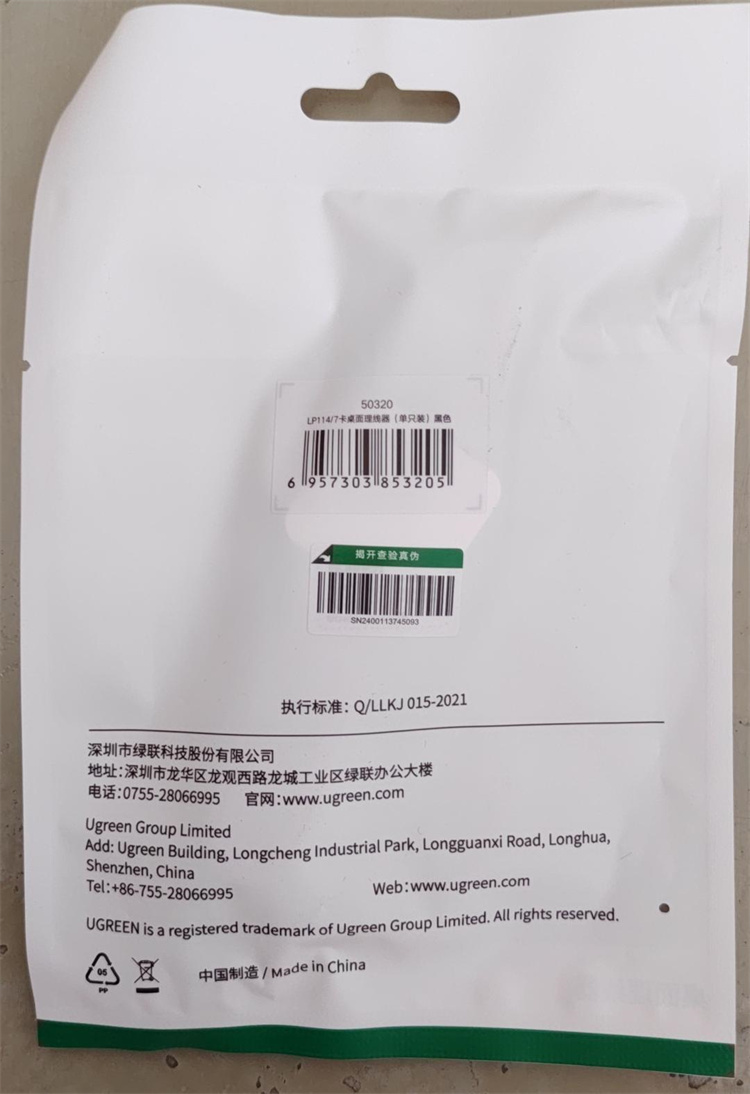 50320
LP114/7卡桌面理线器（单只装）黑色
6 957303 853205
揭开查验真伪
SN2400113745093
执行标准：Q/LLKJ 015-2021
深圳市绿联科技股份有限公司
地址：深圳市龙华区龙观西路龙城工业区绿联办公大楼
电话：0755-28066995 官网：www.ugreen.com
Ugreen Group Limited
Add: Ugreen Building, Longcheng Industrial Park, Longguanxi Road, Longhua,
Shenzhen, China
Tel：+86-755-28066995 Web：www.ugreen.com
UGREEN is a registered trademark of Ugreen Group Limited. All rights reserved.
05
PP
中国制造 / Made in China